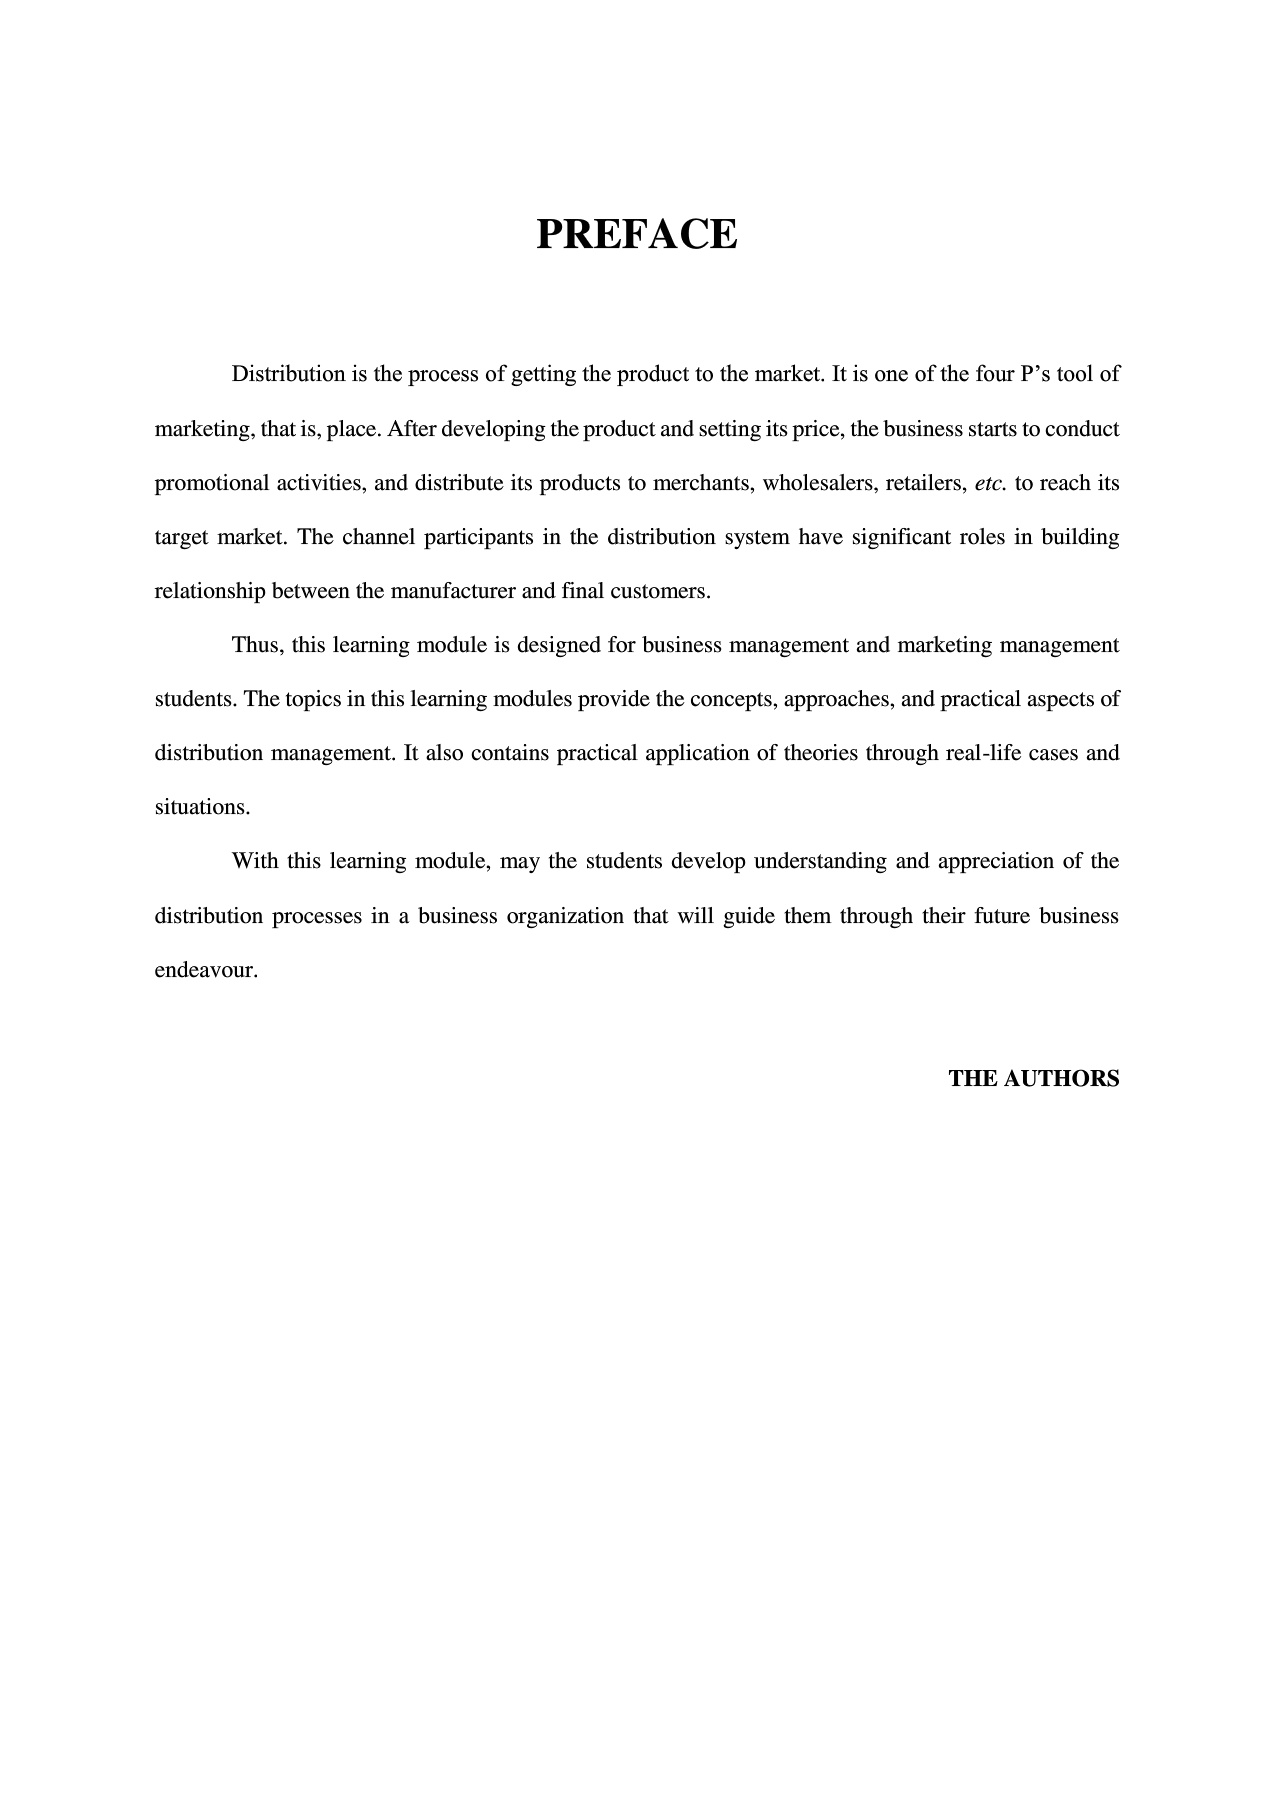 PREFACE
Distribution is the process of getting the product to the market. It is one of the four P’s tool of
marketing, that is, place. After developing the product and setting its price, the business starts to conduct
promotional activities, and distribute its products to merchants, wholesalers, retailers, etc. to reach its
target market. The channel participants in the distribution system have significant roles in building
relationship between the manufacturer and final customers.
Thus, this learning module is designed for business management and marketing management
students. The topics in this learning modules provide the concepts, approaches, and practical aspects of
distribution management. It also contains practical application of theories through real-life cases and
situations.
With this learning module, may the students develop understanding and appreciation of the
distribution processes in a business organization that will guide them through their future business
endeavour.
THE AUTHORS